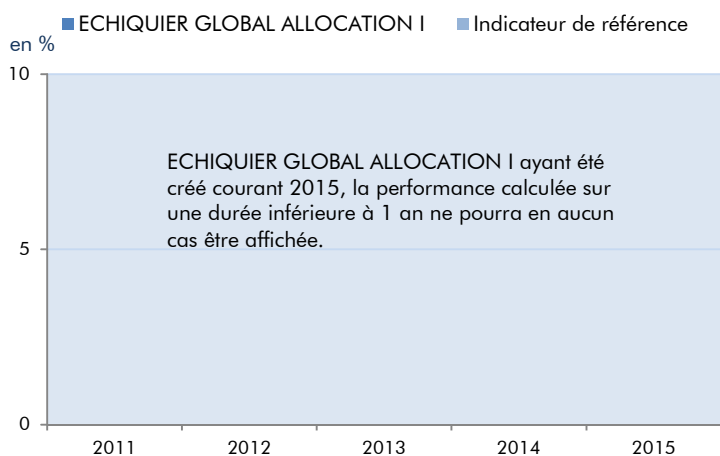 ECHIQUIER GLOBAL ALLOCATION I Indicateur de référence
en %
10
ECHIQUIER GLOBAL ALLOCATION I ayant été
créé courant 2015, la performance calculée sur
une durée inférieure à 1 an ne pourra en aucun
cas être affichée.
5
0
2011 2012 2013 2014 2015